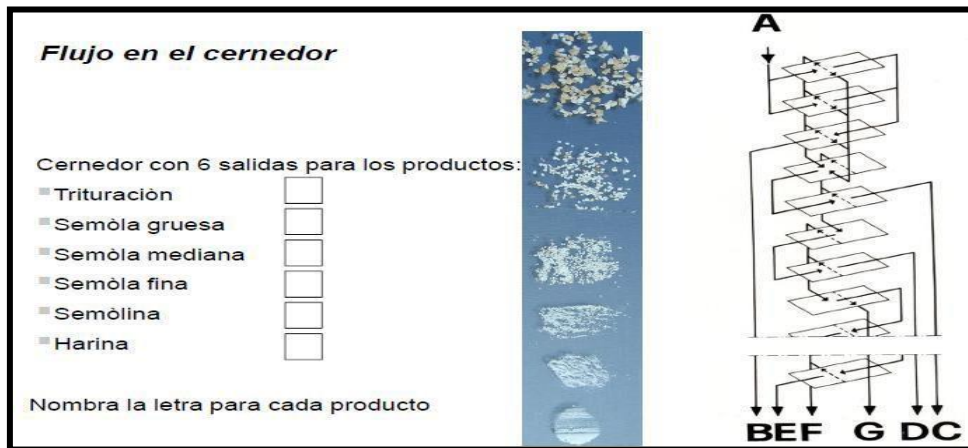 Flujo en el cernedor
A
Cernedor con 6 salidas para los productos:
Trituraciòn
Semòla gruesa
Semòla mediana
Semòla fina
Semòlina
Harina
Nombra la letra para cada producto
BEF G DC